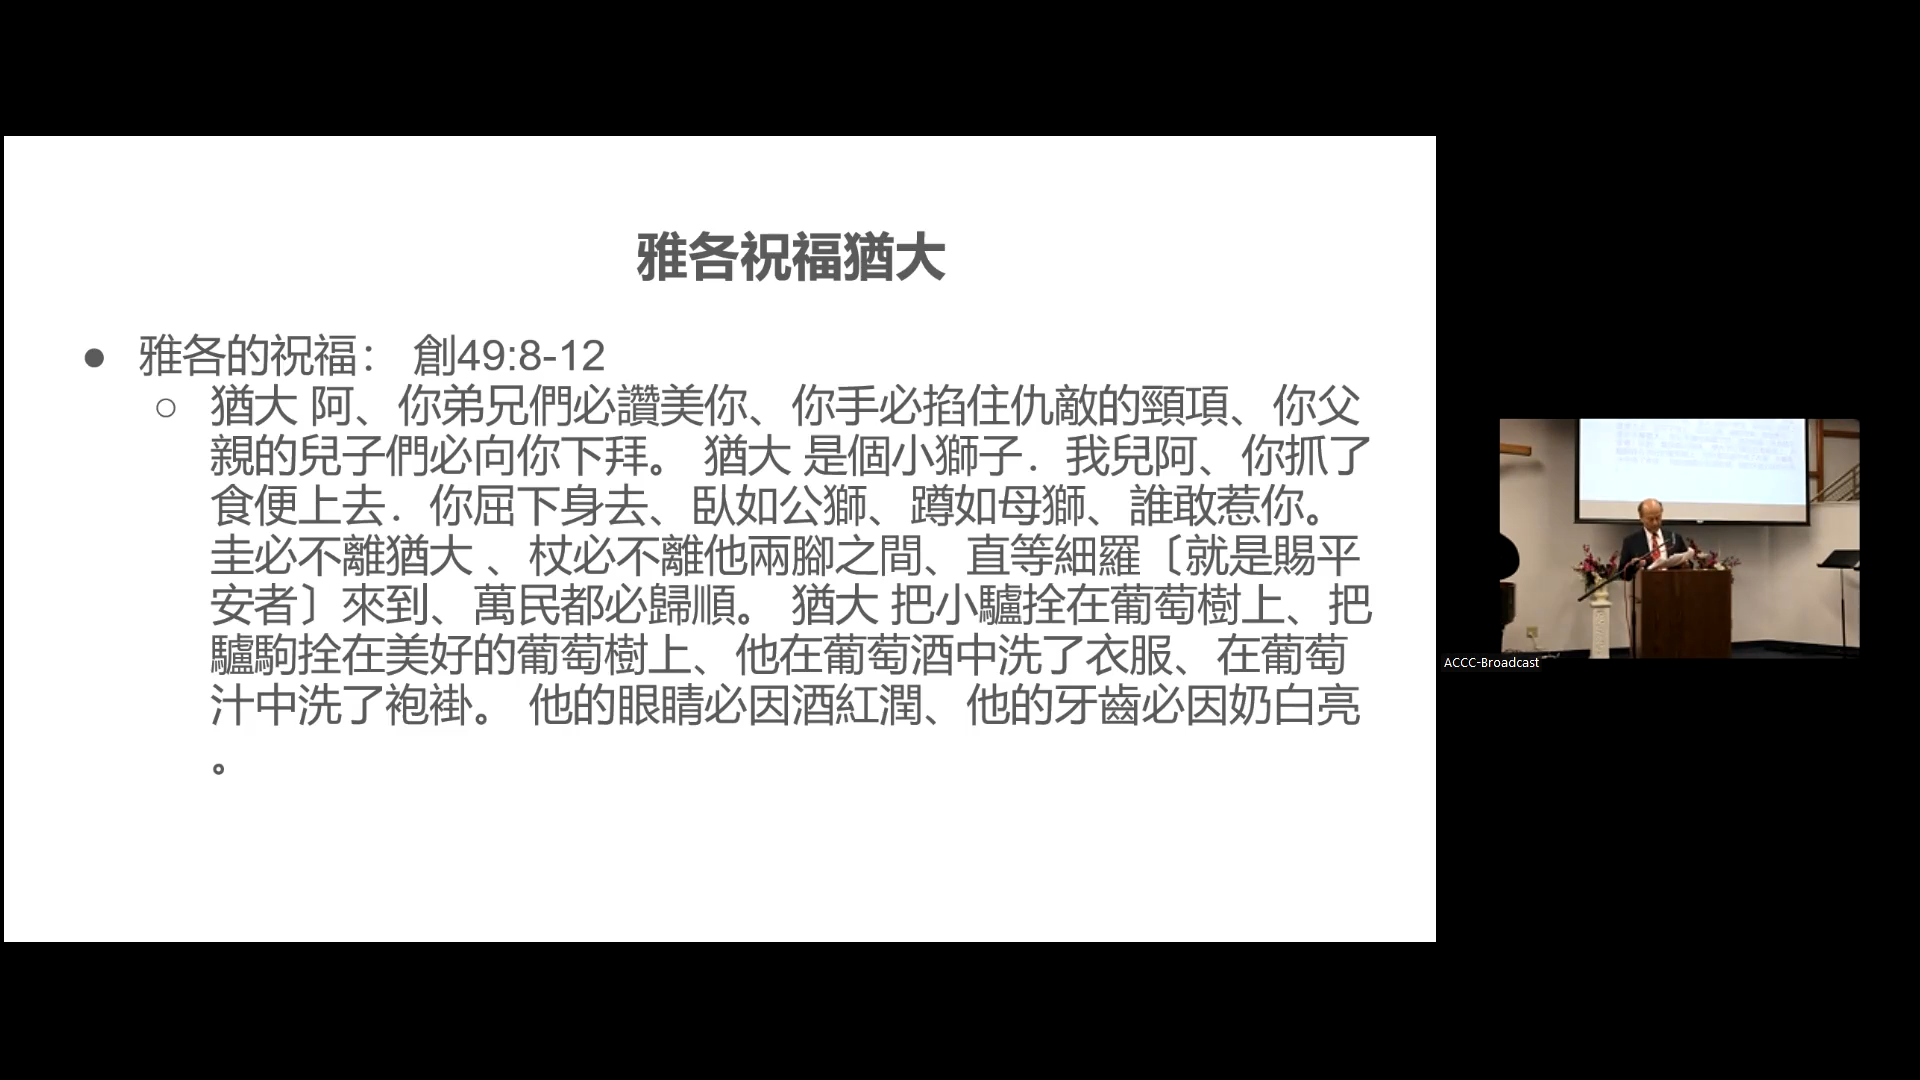 雅各祝福猶大
● 雅各的祝福： 創49:8-12
○ 猶大 阿、你弟兄們必讚美你、你手必掐住仇敵的頸項、你父
親的兒子們必向你下拜。 猶大 是個小獅子．我兒阿、你抓了
食便上去．你屈下身去、臥如公獅、蹲如母獅、誰敢惹你。
圭必不離猶大 、杖必不離他兩腳之間、直等細羅〔就是賜平
安者〕來到、萬民都必歸順。 猶大 把小驢拴在葡萄樹上、把
驢駒拴在美好的葡萄樹上、他在葡萄酒中洗了衣服、在葡萄
汁中洗了袍褂。 他的眼睛必因酒紅潤、他的牙齒必因奶白亮
。
ACCC-Broadcast